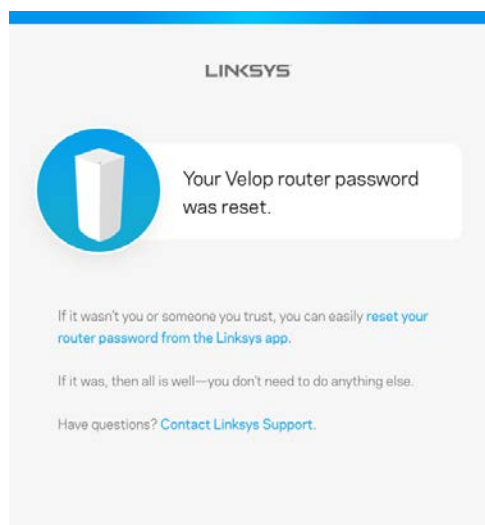 LINKSYS
Your Velop router password
was reset.
If it wasn't you or someone you trust, you can easily reset your
router password from the Linksys app.
If it was, then all is well—you don't need to do anything else.
Have questions? Contact Linksys Support.